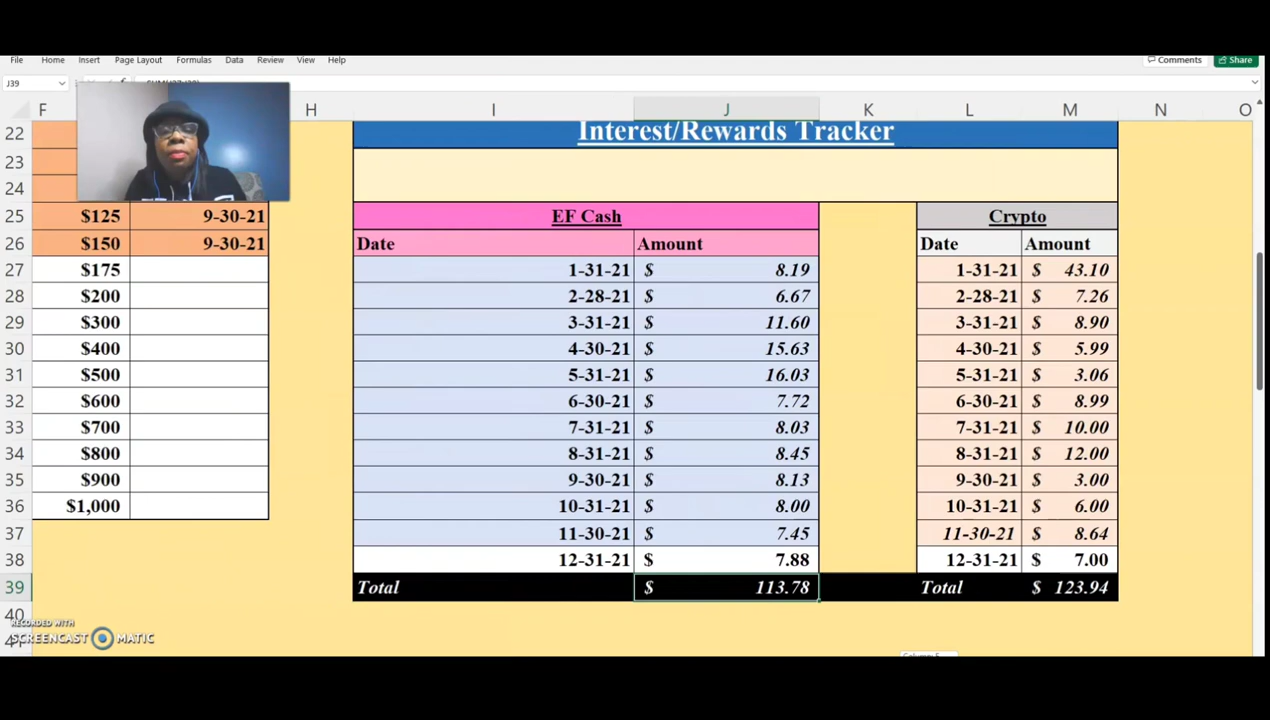 File Home Insert Page Layout Formulas Data Review View Help Comments Share
J39
F H I J K L M N O
22 Interest/Rewards Tracker
23
24
25 $125 9-30-21 EF Cash Crypto
26 $150 9-30-21 Date Amount Date Amount
27 $175 1-31-21 $ 8.19 1-31-21 $ 43.10
28 $200 2-28-21 $ 6.67 2-28-21 $ 7.26
29 $300 3-31-21 $ 11.60 3-31-21 $ 8.90
30 $400 4-30-21 $ 15.63 4-30-21 $ 5.99
31 $500 5-31-21 $ 16.03 5-31-21 $ 3.06
32 $600 6-30-21 $ 7.72 6-30-21 $ 8.99
33 $700 7-31-21 $ 8.03 7-31-21 $ 10.00
34 $800 8-31-21 $ 8.45 8-31-21 $ 12.00
35 $900 9-30-21 $ 8.13 9-30-21 $ 3.00
36 $1,000 10-31-21 $ 8.00 10-31-21 $ 6.00
37 11-30-21 $ 7.45 11-30-21 $ 8.64
38 12-31-21 $ 7.88 12-31-21 $ 7.00
39 Total $ 113.78 Total $ 123.94
40
RECORDED WITH
SCREENCAST MATIC